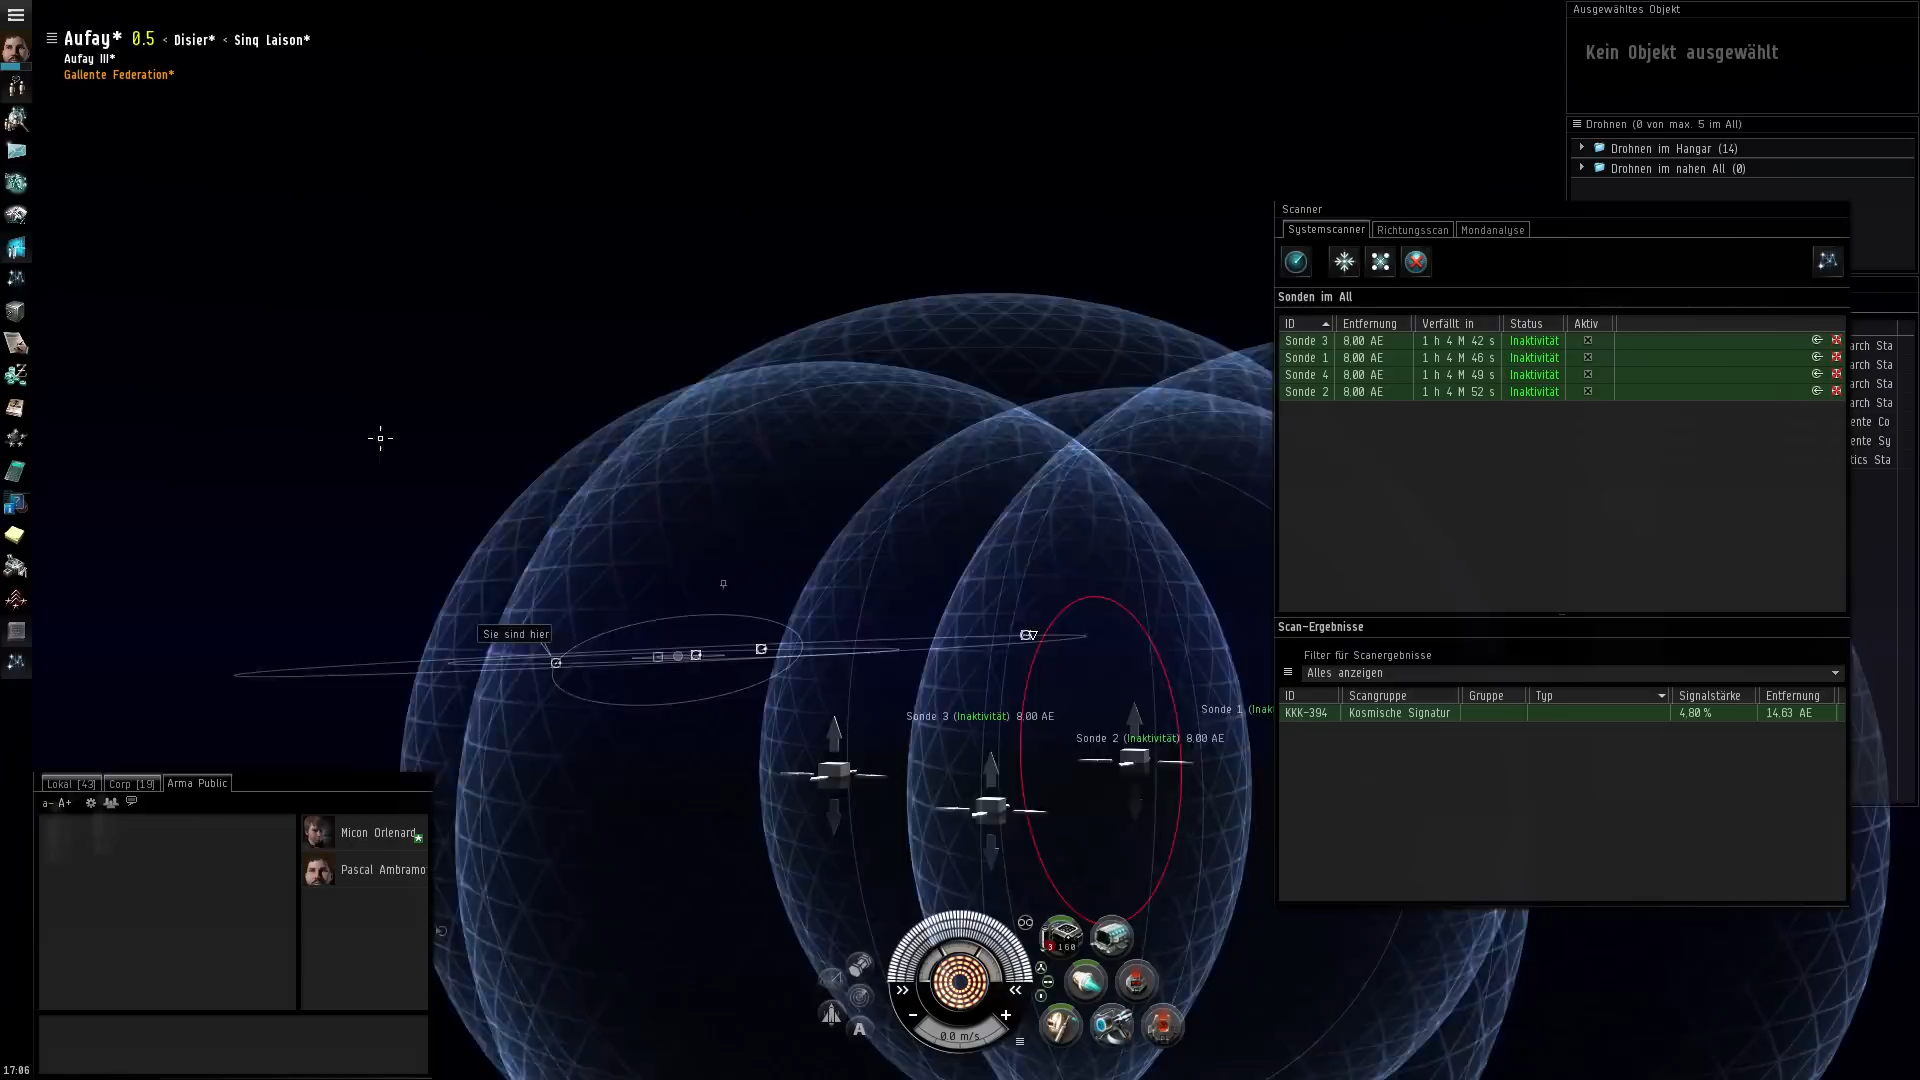 Aufay* 0.5 < Disier* < Sinq Laison*
Aufay III*
Gallente Federation*
Ausgewähltes Objekt
Kein Objekt ausgewählt
Drohnen (0 von max. 5 im All)
Drohnen im Hangar (14)
Drohnen im nahen All (0)
Scanner
Systemscanner Richtungsscan Mondanalyse
Sonden im All
ID Entfernung Verfällt in Status Aktiv
Sonde 3 8,00 AE 1 h 4 M 42 s Inaktivität
Sonde 1 8,00 AE 1 h 4 M 46 s Inaktivität
Sonde 4 8,00 AE 1 h 4 M 49 s Inaktivität
Sonde 2 8,00 AE 1 h 4 M 52 s Inaktivität
arch Sta
arch Sta
arch Sta
arch Sta
ente Co
ente Sy
tics Sta
Scan-Ergebnisse
Filter für Scanergebnisse
Alles anzeigen
ID Scangruppe Gruppe Typ Signalstärke Entfernung
KKK-394 Kosmische Signatur 4,80 % 14,63 AE
Sie sind hier
Sonde 3 (Inaktivität) 8,00 AE
Sonde 1 (Inak
Sonde 2 (Inaktivität) 8,00 AE
Lokal [43] Corp [19] Arma Public
a- A+
Micon Orlenard
Pascal Ambramo
3 160
A
0.0 m/s
17:06